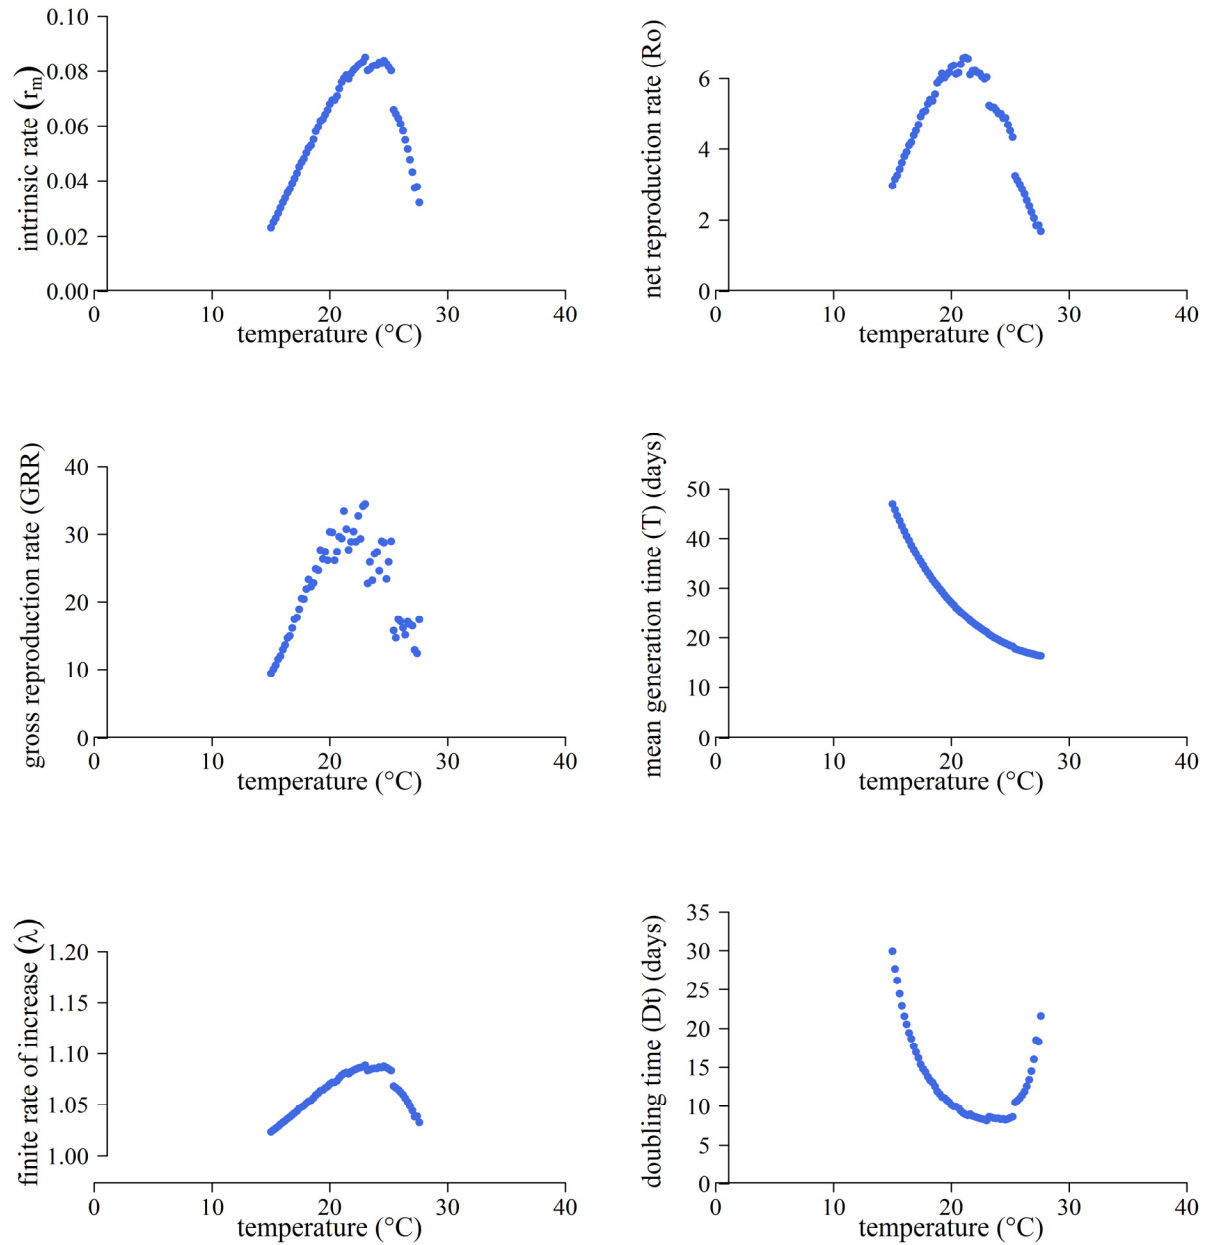 intrinsic rate (rm)
0.10
0.08
0.06
0.04
0.02
0.00
0 10 20 30 40
temperature (°C)
net reproduction rate (Ro)
6
4
2
0
0 10 20 30 40
temperature (°C)
gross reproduction rate (GRR)
40
30
20
10
0
0 10 20 30 40
temperature (°C)
mean generation time (T) (days)
50
40
30
20
10
0
0 10 20 30 40
temperature (°C)
finite rate of increase (λ)
1.20
1.15
1.10
1.05
1.00
0 10 20 30 40
temperature (°C)
doubling time (Dt) (days)
35
30
25
20
15
10
5
0
0 10 20 30 40
temperature (°C)